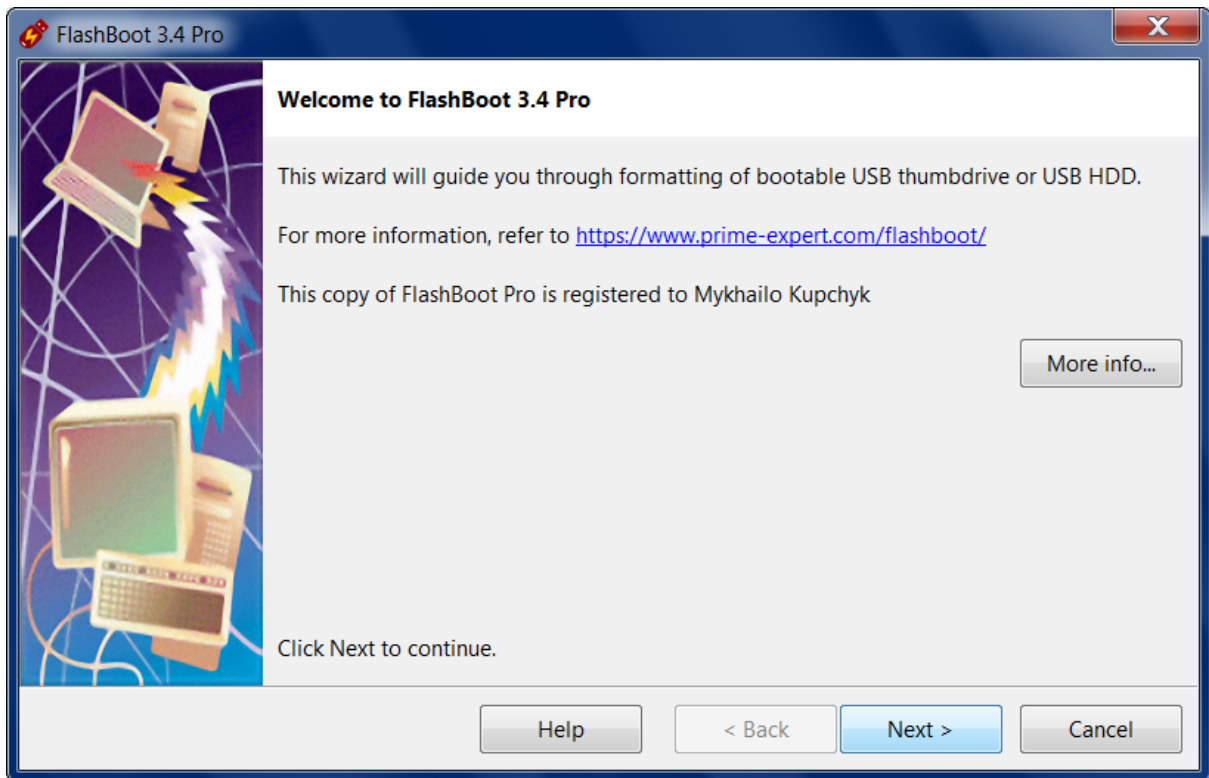 FlashBoot 3.4 Pro
Welcome to FlashBoot 3.4 Pro
This wizard will guide you through formatting of bootable USB thumbdrive or USB HDD.
For more information, refer to https://www.prime-expert.com/flashboot/
This copy of FlashBoot Pro is registered to Mykhailo Kupchyk
More info...
Click Next to continue.
Help < Back Next > Cancel